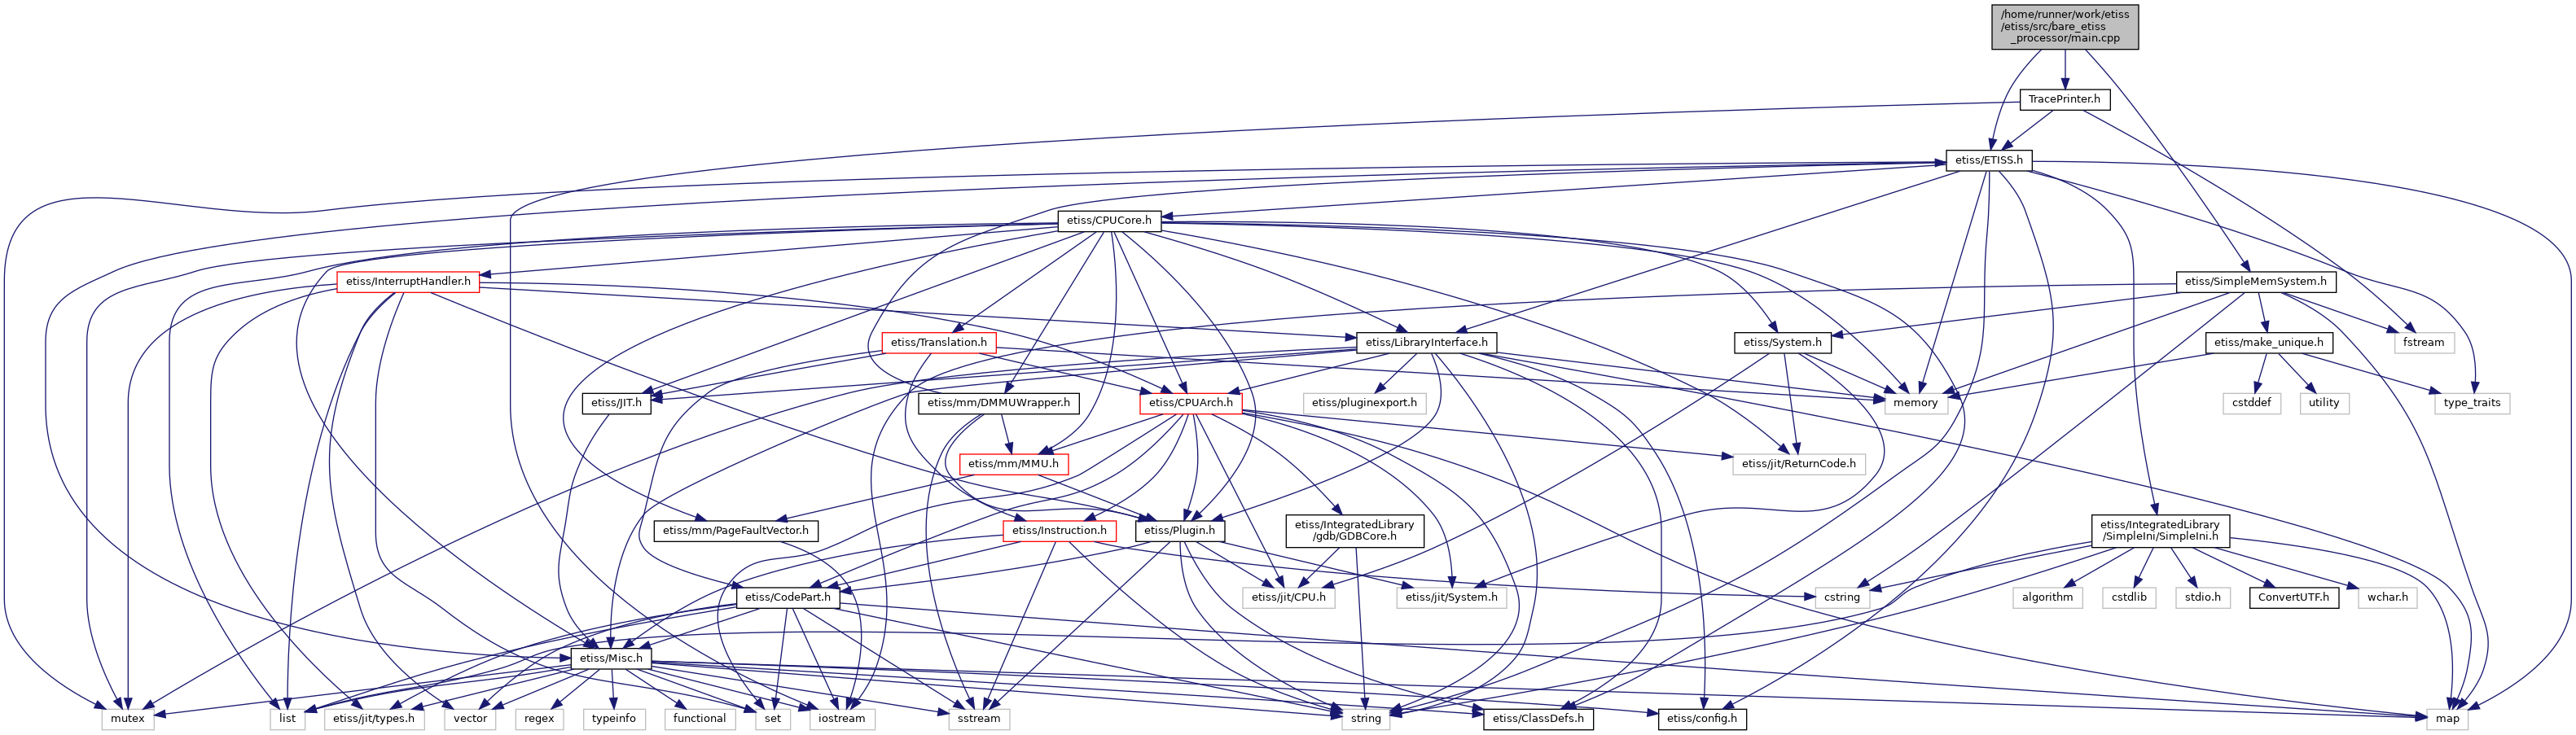 /home/runner/work/etiss
/etiss/src/bare_etiss
_processor/main.cpp
TracePrinter.h
etiss/ETISS.h
etiss/CPUCore.h
etiss/InterruptHandler.h
etiss/SimpleMemSystem.h
etiss/Translation.h
etiss/LibraryInterface.h
etiss/System.h
etiss/make_unique.h
fstream
etiss/JIT.h
etiss/mm/DMMUWrapper.h
etiss/CPUArch.h
etiss/pluginexport.h
memory
cstddef
utility
type_traits
etiss/mm/MMU.h
etiss/jit/ReturnCode.h
etiss/mm/PageFaultVector.h
etiss/Instruction.h
etiss/Plugin.h
etiss/IntegratedLibrary
/gdb/GDBCore.h
etiss/IntegratedLibrary
/SimpleIni/SimpleIni.h
etiss/CodePart.h
etiss/jit/CPU.h
etiss/jit/System.h
cstring
algorithm
cstdlib
stdio.h
ConvertUTF.h
wchar.h
etiss/Misc.h
mutex
list
etiss/jit/types.h
vector
regex
typeinfo
functional
set
iostream
sstream
string
etiss/ClassDefs.h
etiss/config.h
map